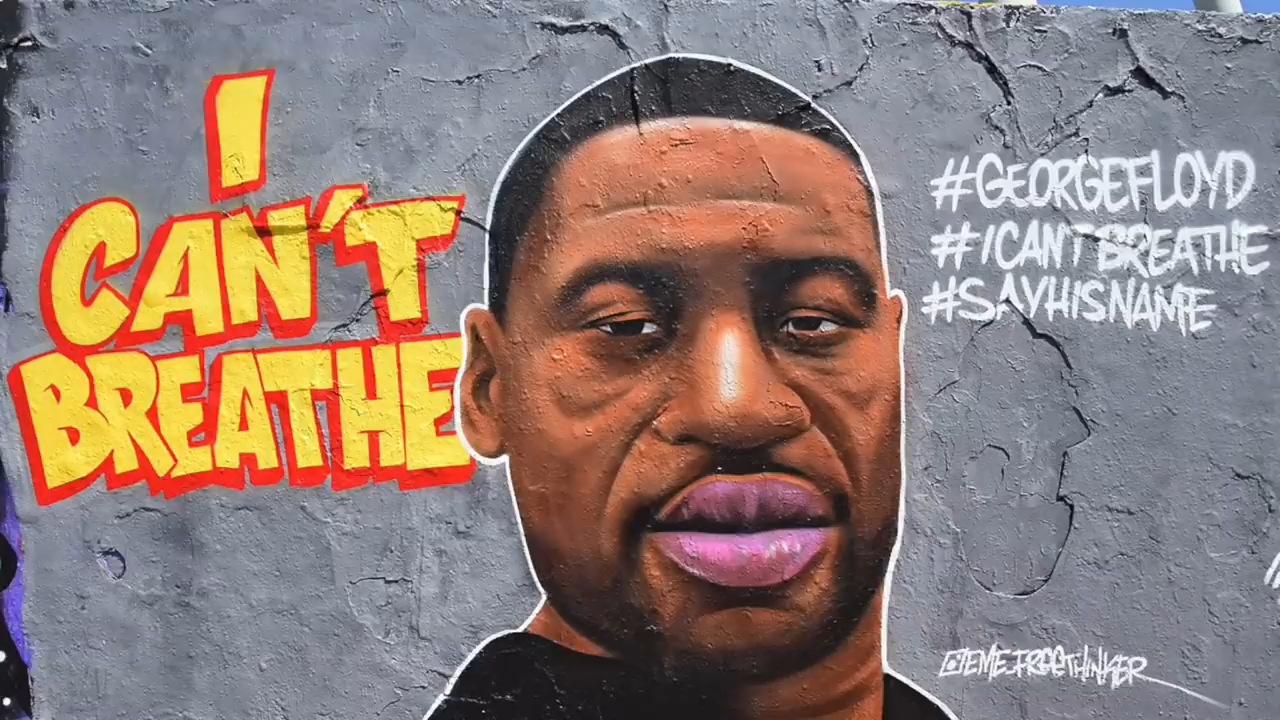 I
CAN'T
BREATHE
#GEORGEFLOYD
#ICANTBREATHE
#SAYHISNAME
@EME_FREETHINKER